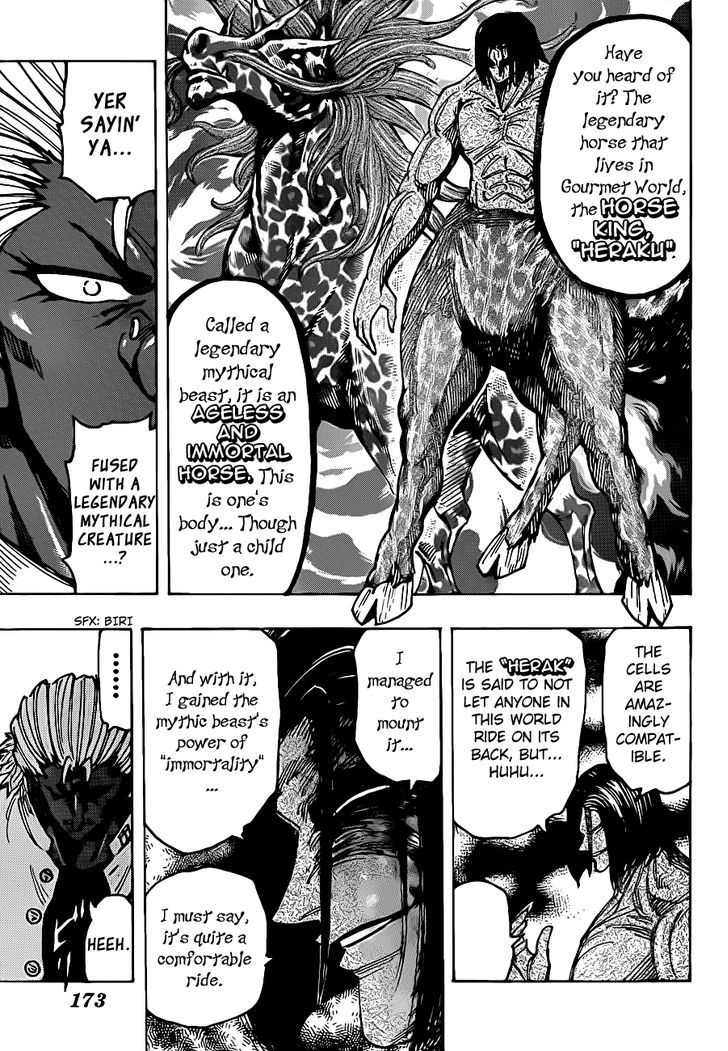 Have
you heard of
it? The
legendary
horse that
lives in
Gourmet World,
the HORSE
KING,
"HERAKU".
Called a
legendary
mythical
beast, it is an
AGELESS
AND
IMMORTAL
HORSE. This
is one's
body... Though
just a child
one.
YER
SAYIN'
YA...
FUSED
WITH A
LEGENDARY
MYTHICAL
CREATURE
...?
THE
CELLS
ARE
AMAZ-
INGLY
COMPAT-
IBLE.
THE "HERAK"
IS SAID TO NOT
LET ANYONE IN
THIS WORLD
RIDE ON ITS
BACK, BUT...
HUHU...
I
managed
to
mount
it...
And with it,
I gained the
mythic beast's
power of
"immortality"
...
I must say,
it's quite a
comfortable
ride.
SFX: BIRI
......
HEEH.
173